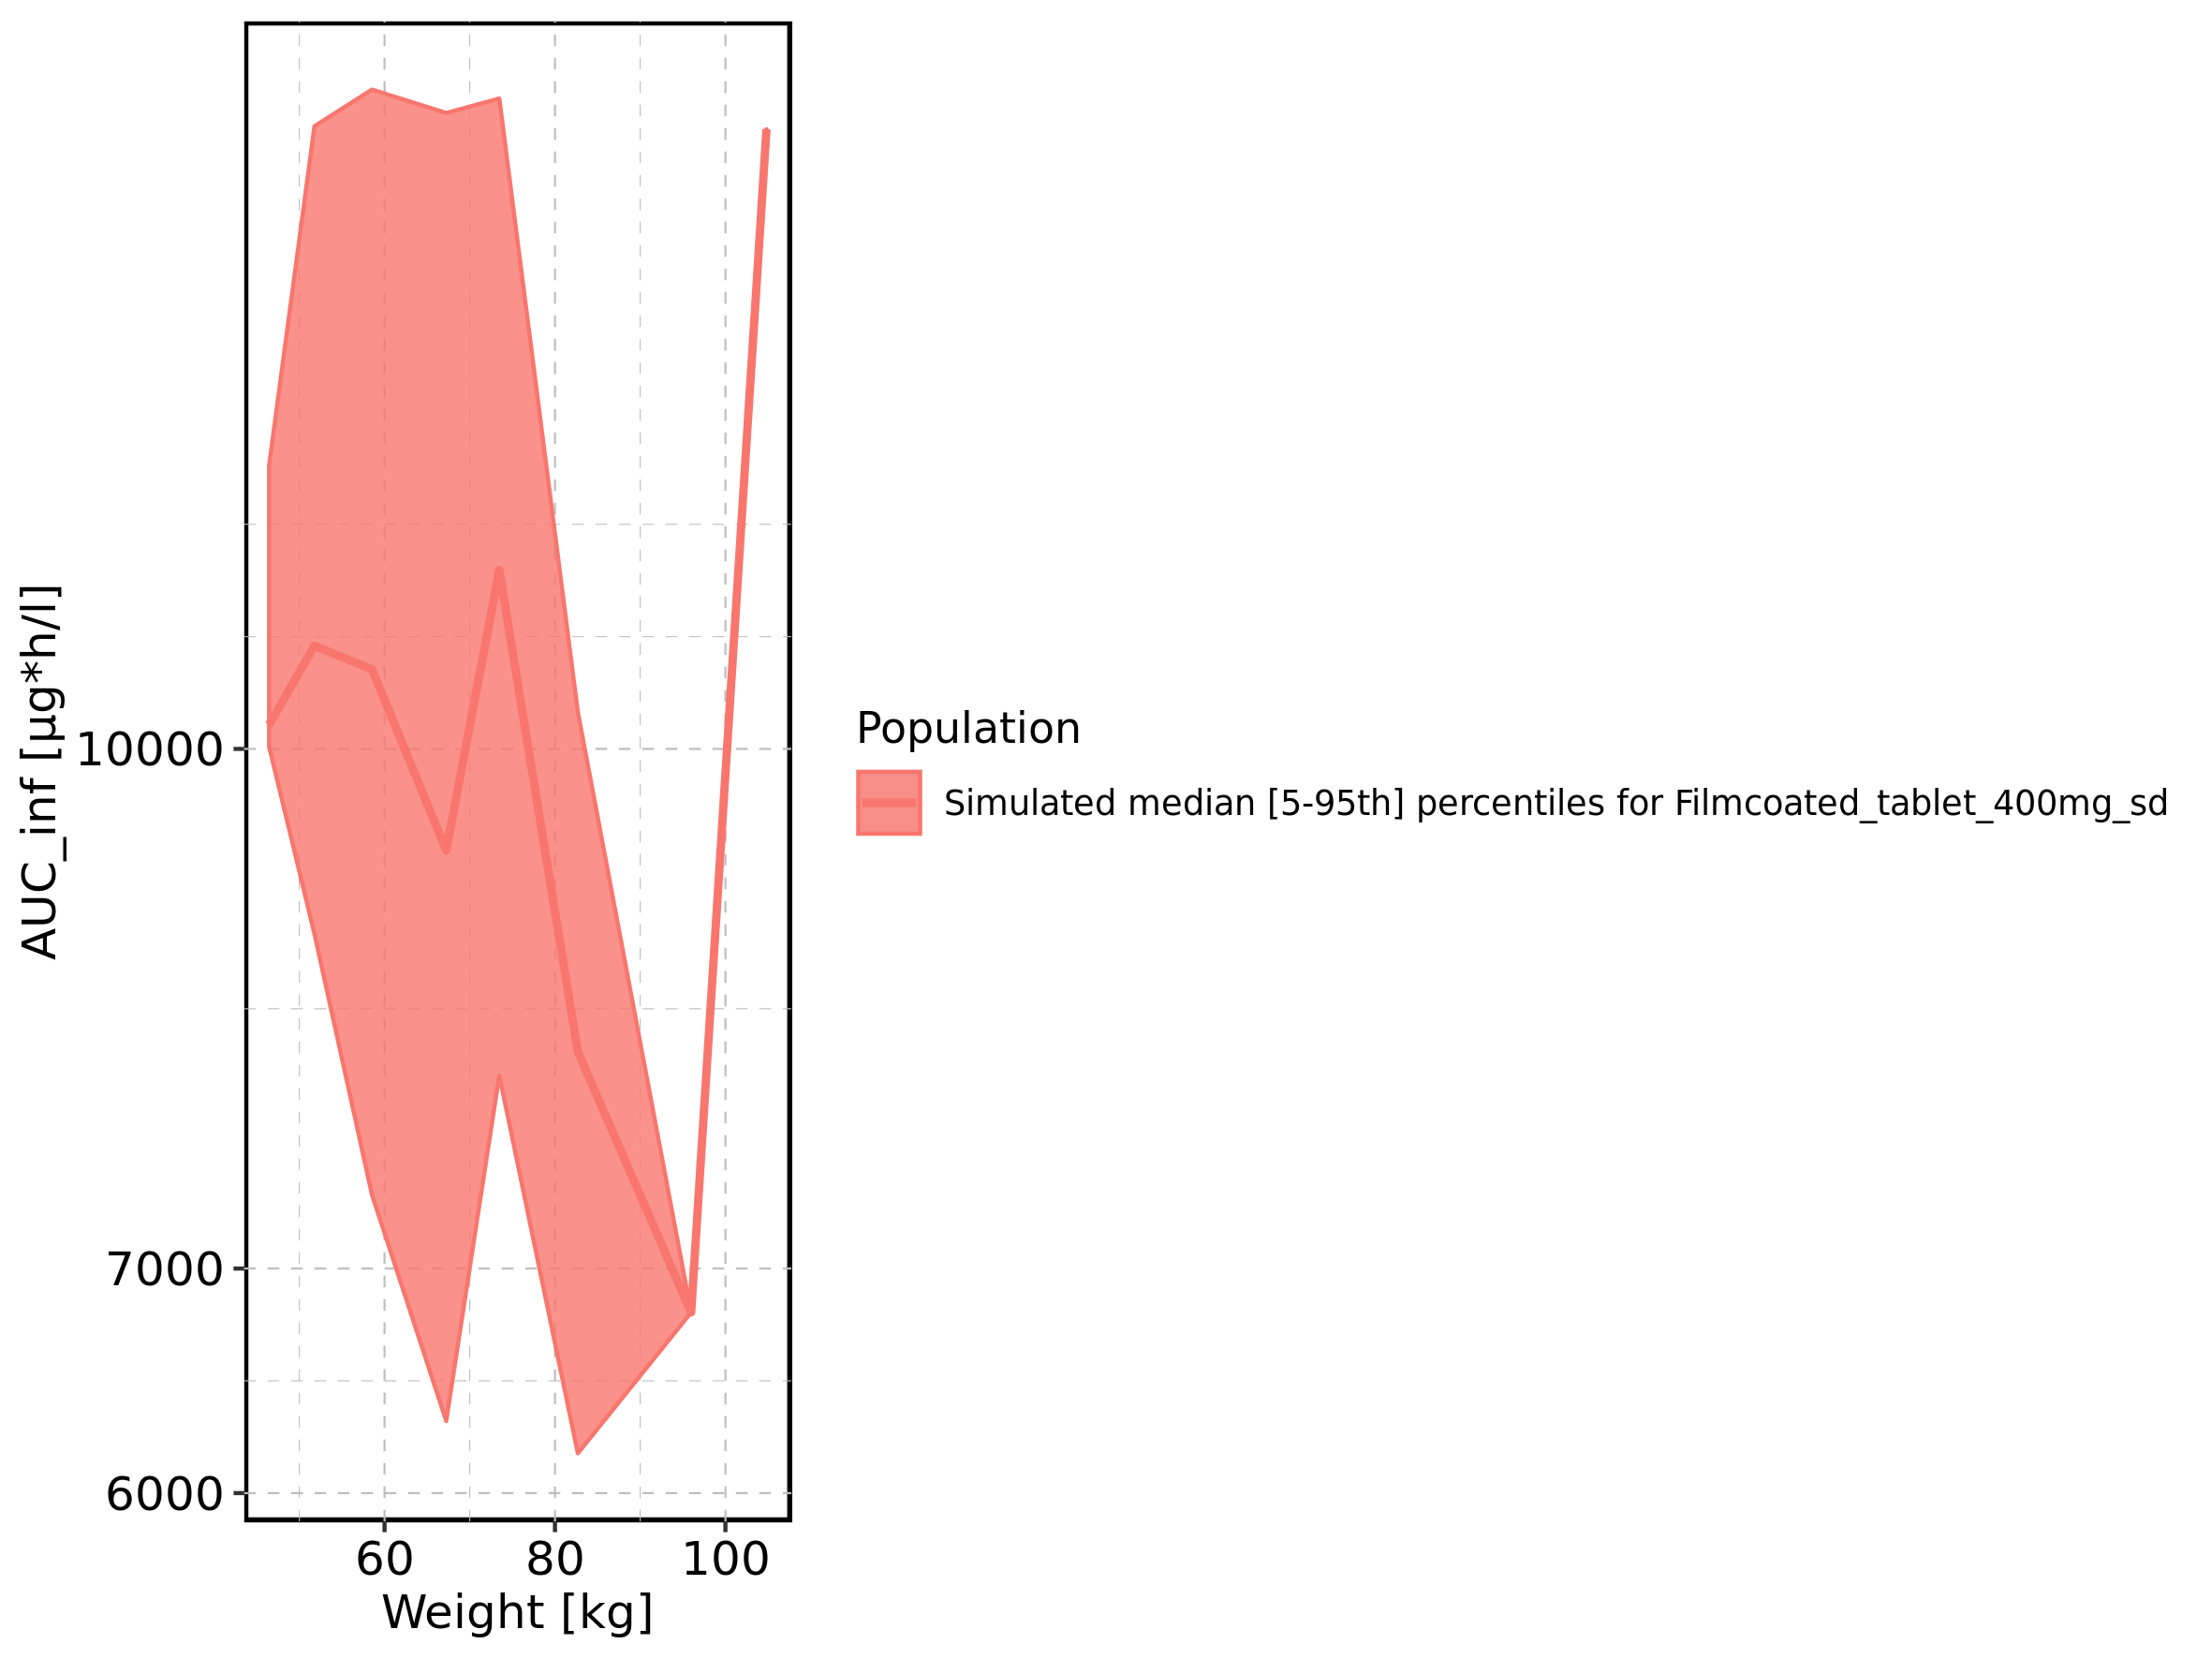 AUC_inf [µg*h/l]
10000
7000
6000
60 80 100
Weight [kg]
Population
Simulated median [5-95th] percentiles for Filmcoated_tablet_400mg_sd